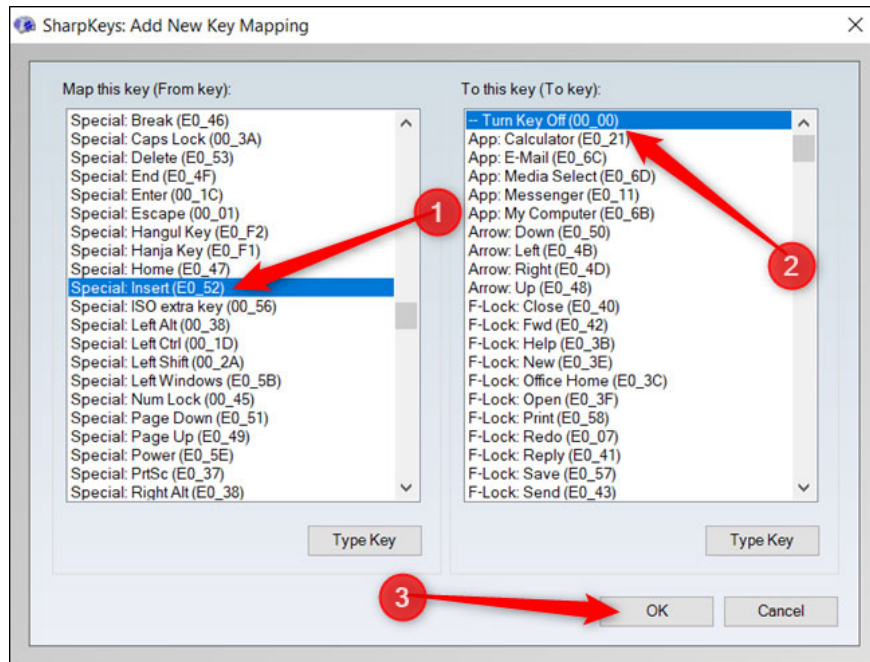 SharpKeys: Add New Key Mapping
Map this key (From key):
Special: Break (E0_46)
Special: Caps Lock (00_3A)
Special: Delete (E0_53)
Special: End (E0_4F)
Special: Enter (00_1C)
Special: Escape (00_01)
Special: Hangul Key (E0_F2)
Special: Hanja Key (E0_F1)
Special: Home (E0_47)
Special: Insert (E0_52)
Special: ISO extra key (00_56)
Special: Left Alt (00_38)
Special: Left Ctrl (00_1D)
Special: Left Shift (00_2A)
Special: Left Windows (E0_5B)
Special: Num Lock (00_45)
Special: Page Down (E0_51)
Special: Page Up (E0_49)
Special: Power (E0_5E)
Special: PrtSc (E0_37)
Special: Right Alt (E0_38)
Type Key
1
To this key (To key):
-- Turn Key Off (00_00)
App: Calculator (E0_21)
App: E-Mail (E0_6C)
App: Media Select (E0_6D)
App: Messenger (E0_11)
App: My Computer (E0_6B)
Arrow: Down (E0_50)
Arrow: Left (E0_4B)
Arrow: Right (E0_4D)
Arrow: Up (E0_48)
F-Lock: Close (E0_40)
F-Lock: Fwd (E0_42)
F-Lock: Help (E0_3B)
F-Lock: New (E0_3E)
F-Lock: Office Home (E0_3C)
F-Lock: Open (E0_3F)
F-Lock: Print (E0_58)
F-Lock: Redo (E0_07)
F-Lock: Reply (E0_41)
F-Lock: Save (E0_57)
F-Lock: Send (E0_43)
2
Type Key
3
OK
Cancel